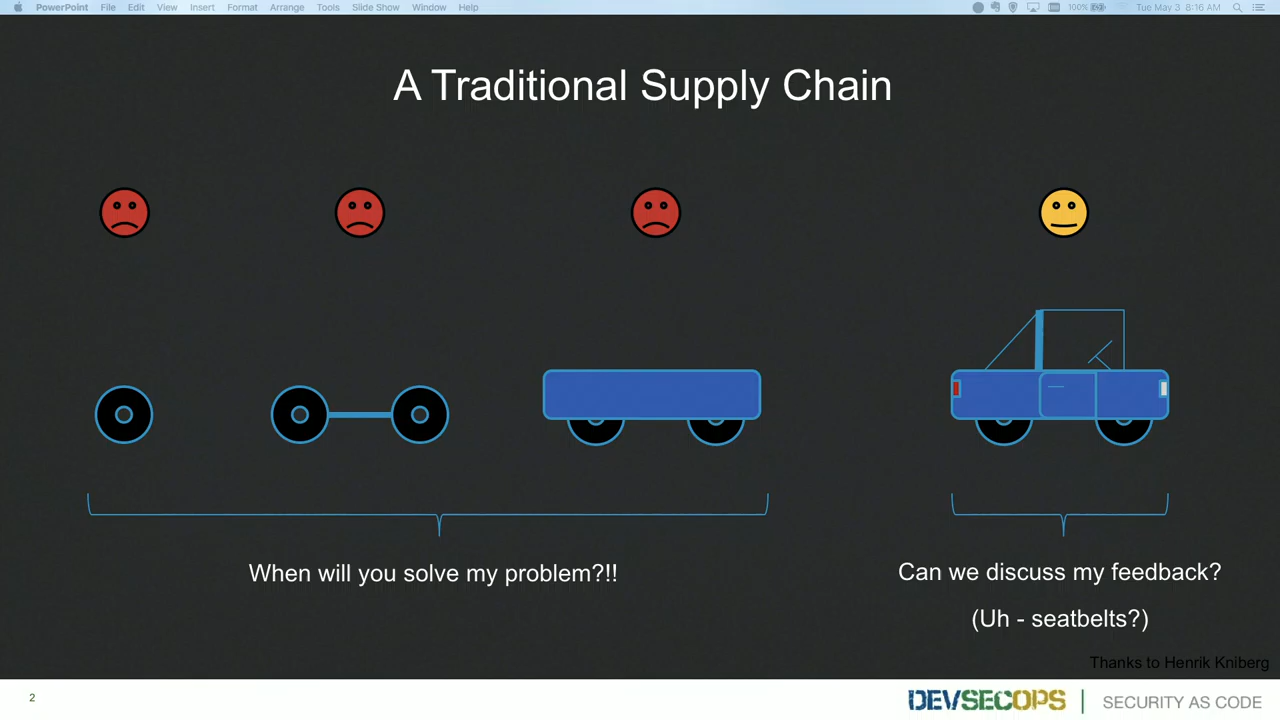 PowerPoint File Edit View Insert Format Arrange Tools Slide Show Window Help 100% Tue May 3 8:16 AM
A Traditional Supply Chain
When will you solve my problem?!!
Can we discuss my feedback?
(Uh - seatbelts?)
Thanks to Henrik Kniberg
2
DEVSECOPS | SECURITY AS CODE